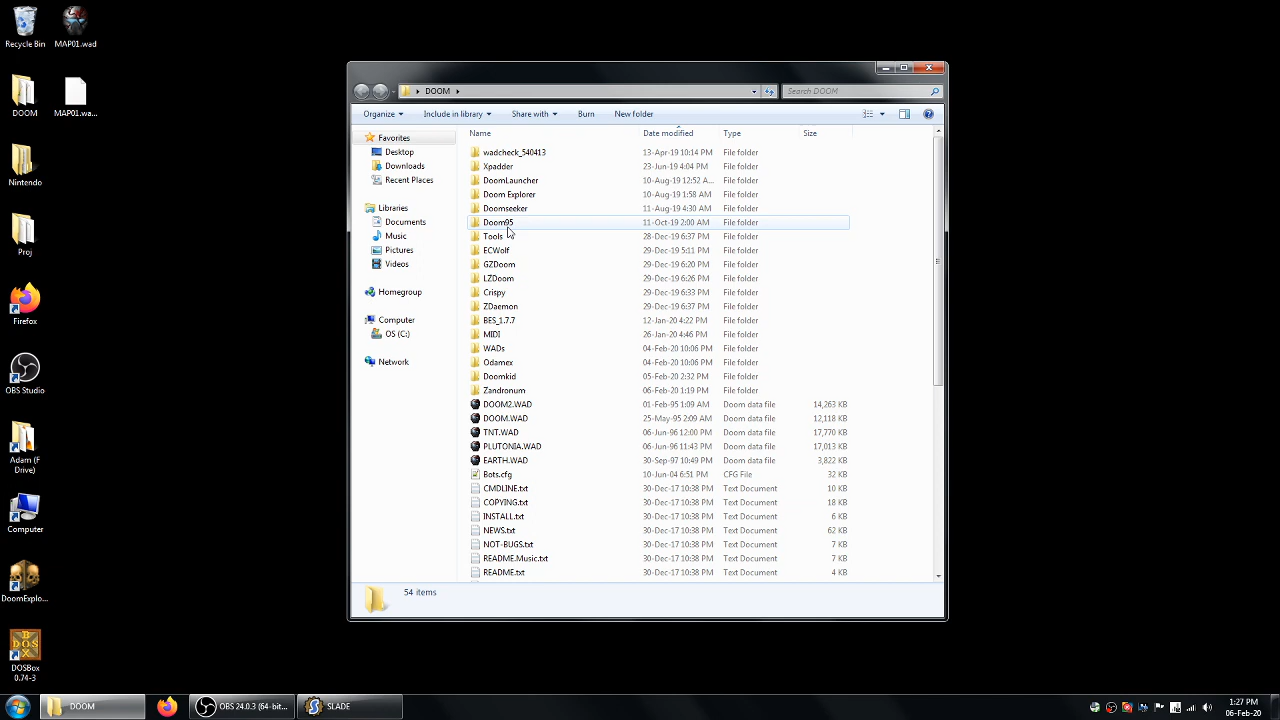 Recycle Bin
MAP01.wad
DOOM
MAP01.wa...
Nintendo
Proj
Firefox
OBS Studio
Adam (F
Drive)
Computer
DoomExplo...
DOSBox
0.74-3
DOOM
Search DOOM
Organize
Include in library
Share with
Burn
New folder
Favorites
Desktop
Downloads
Recent Places
Libraries
Documents
Music
Pictures
Videos
Homegroup
Computer
OS (C:)
Network
Name Date modified Type Size
wadcheck_540413 13-Apr-19 10:14 PM File folder
Xpadder 23-Jun-19 4:04 PM File folder
DoomLauncher 10-Aug-19 12:52 A... File folder
Doom Explorer 10-Aug-19 1:58 AM File folder
Doomseeker 11-Aug-19 4:30 AM File folder
Doom95 11-Oct-19 2:00 AM File folder
Tools 28-Dec-19 6:37 PM File folder
ECWolf 29-Dec-19 5:11 PM File folder
GZDoom 29-Dec-19 6:20 PM File folder
LZDoom 29-Dec-19 6:26 PM File folder
Crispy 29-Dec-19 6:33 PM File folder
ZDaemon 29-Dec-19 6:37 PM File folder
BES_1.7.7 12-Jan-20 4:22 PM File folder
MIDI 26-Jan-20 4:46 PM File folder
WADs 04-Feb-20 10:06 PM File folder
Odamex 04-Feb-20 10:06 PM File folder
Doomkid 05-Feb-20 2:32 PM File folder
Zandronum 06-Feb-20 1:19 PM File folder
DOOM2.WAD 01-Feb-95 1:09 AM Doom data file 14,263 KB
DOOM.WAD 25-May-95 2:09 AM Doom data file 12,118 KB
TNT.WAD 06-Jun-96 12:00 PM Doom data file 17,770 KB
PLUTONIA.WAD 06-Jun-96 11:43 PM Doom data file 17,013 KB
EARTH.WAD 30-Sep-97 10:49 PM Doom data file 3,822 KB
Bots.cfg 10-Jun-04 6:51 PM CFG File 32 KB
CMDLINE.txt 30-Dec-17 10:38 PM Text Document 10 KB
COPYING.txt 30-Dec-17 10:38 PM Text Document 18 KB
INSTALL.txt 30-Dec-17 10:38 PM Text Document 6 KB
NEWS.txt 30-Dec-17 10:38 PM Text Document 62 KB
NOT-BUGS.txt 30-Dec-17 10:38 PM Text Document 7 KB
README.Music.txt 30-Dec-17 10:38 PM Text Document 7 KB
README.txt 30-Dec-17 10:38 PM Text Document 4 KB
54 items
DOOM
OBS 24.0.3 (64-bit...
SLADE
1:27 PM
06-Feb-20